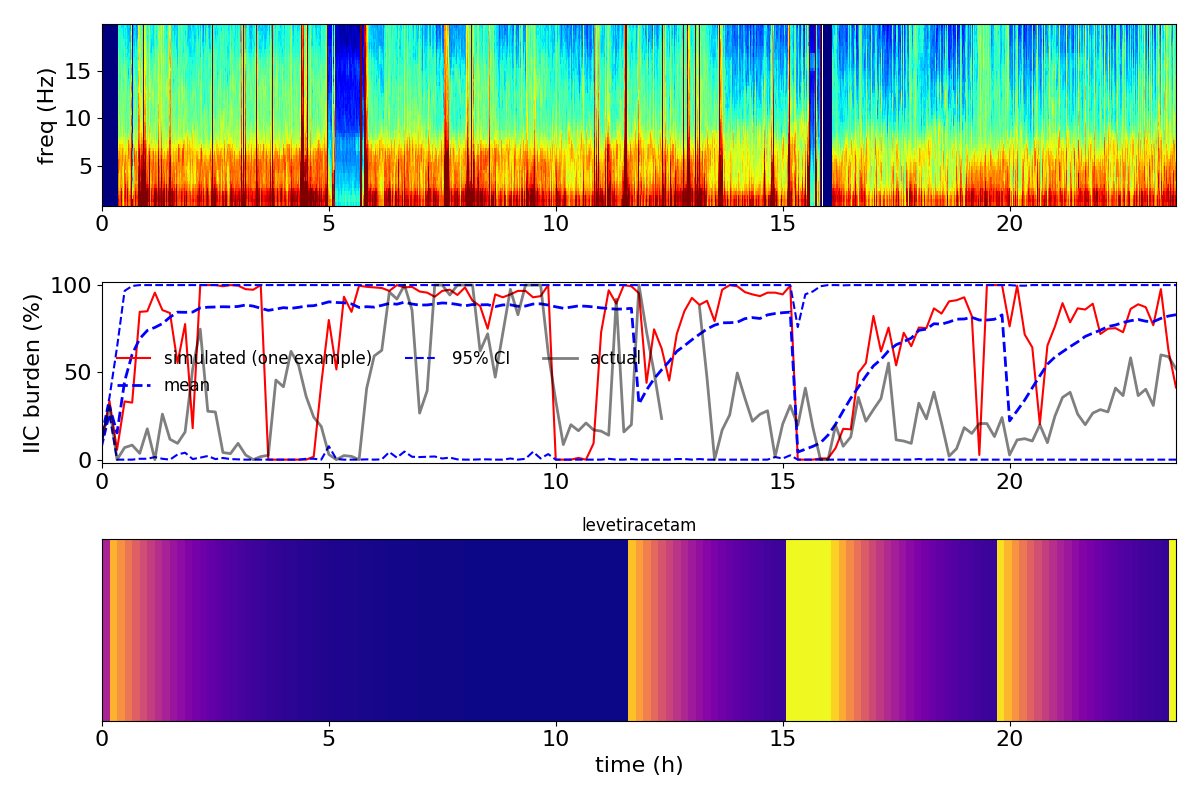 freq (Hz)
15
10
5
0 5 10 15 20
IIC burden (%)
100
50
0
simulated (one example) 95% CI actual
mean
0 5 10 15 20
levetiracetam
0 5 10 15 20
time (h)